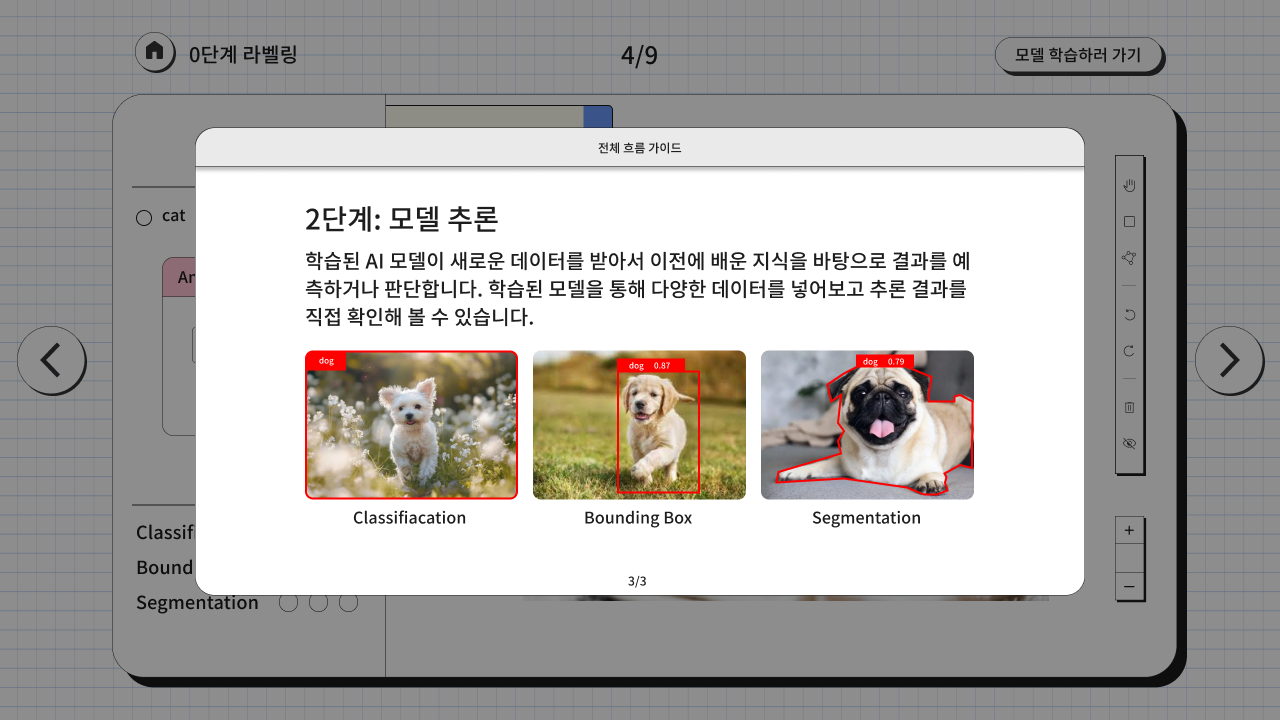 0단계 라벨링
4/9
모델 학습하러 가기
전체 흐름 가이드
cat
An
2단계: 모델 추론
학습된 AI 모델이 새로운 데이터를 받아서 이전에 배운 지식을 바탕으로 결과를 예
측하거나 판단합니다. 학습된 모델을 통해 다양한 데이터를 넣어보고 추론 결과를
직접 확인해 볼 수 있습니다.
dog
dog 0.87
dog 0.79
Classifiacation
Bounding Box
Segmentation
3/3
Classifi
Bound
Segmentation